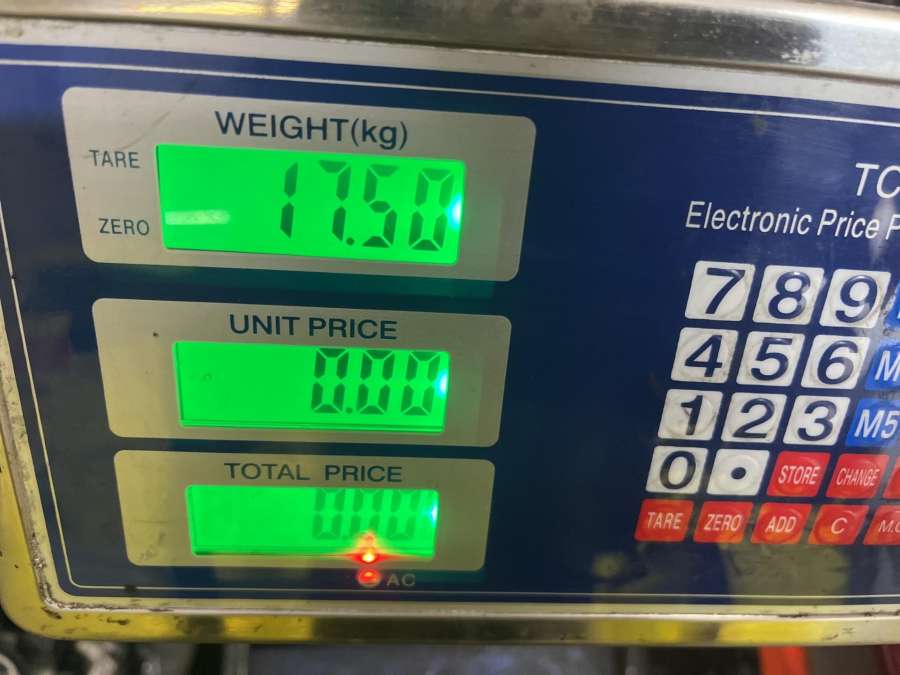 WEIGHT(kg)
TARE
ZERO
17.50
UNIT PRICE
0.00
TOTAL PRICE
0.00
AC
TC
Electronic Price P
7 8 9
4 5 6 M
1 2 3 M5
0 • STORE CHANGE
TARE ZERO ADD C M.C